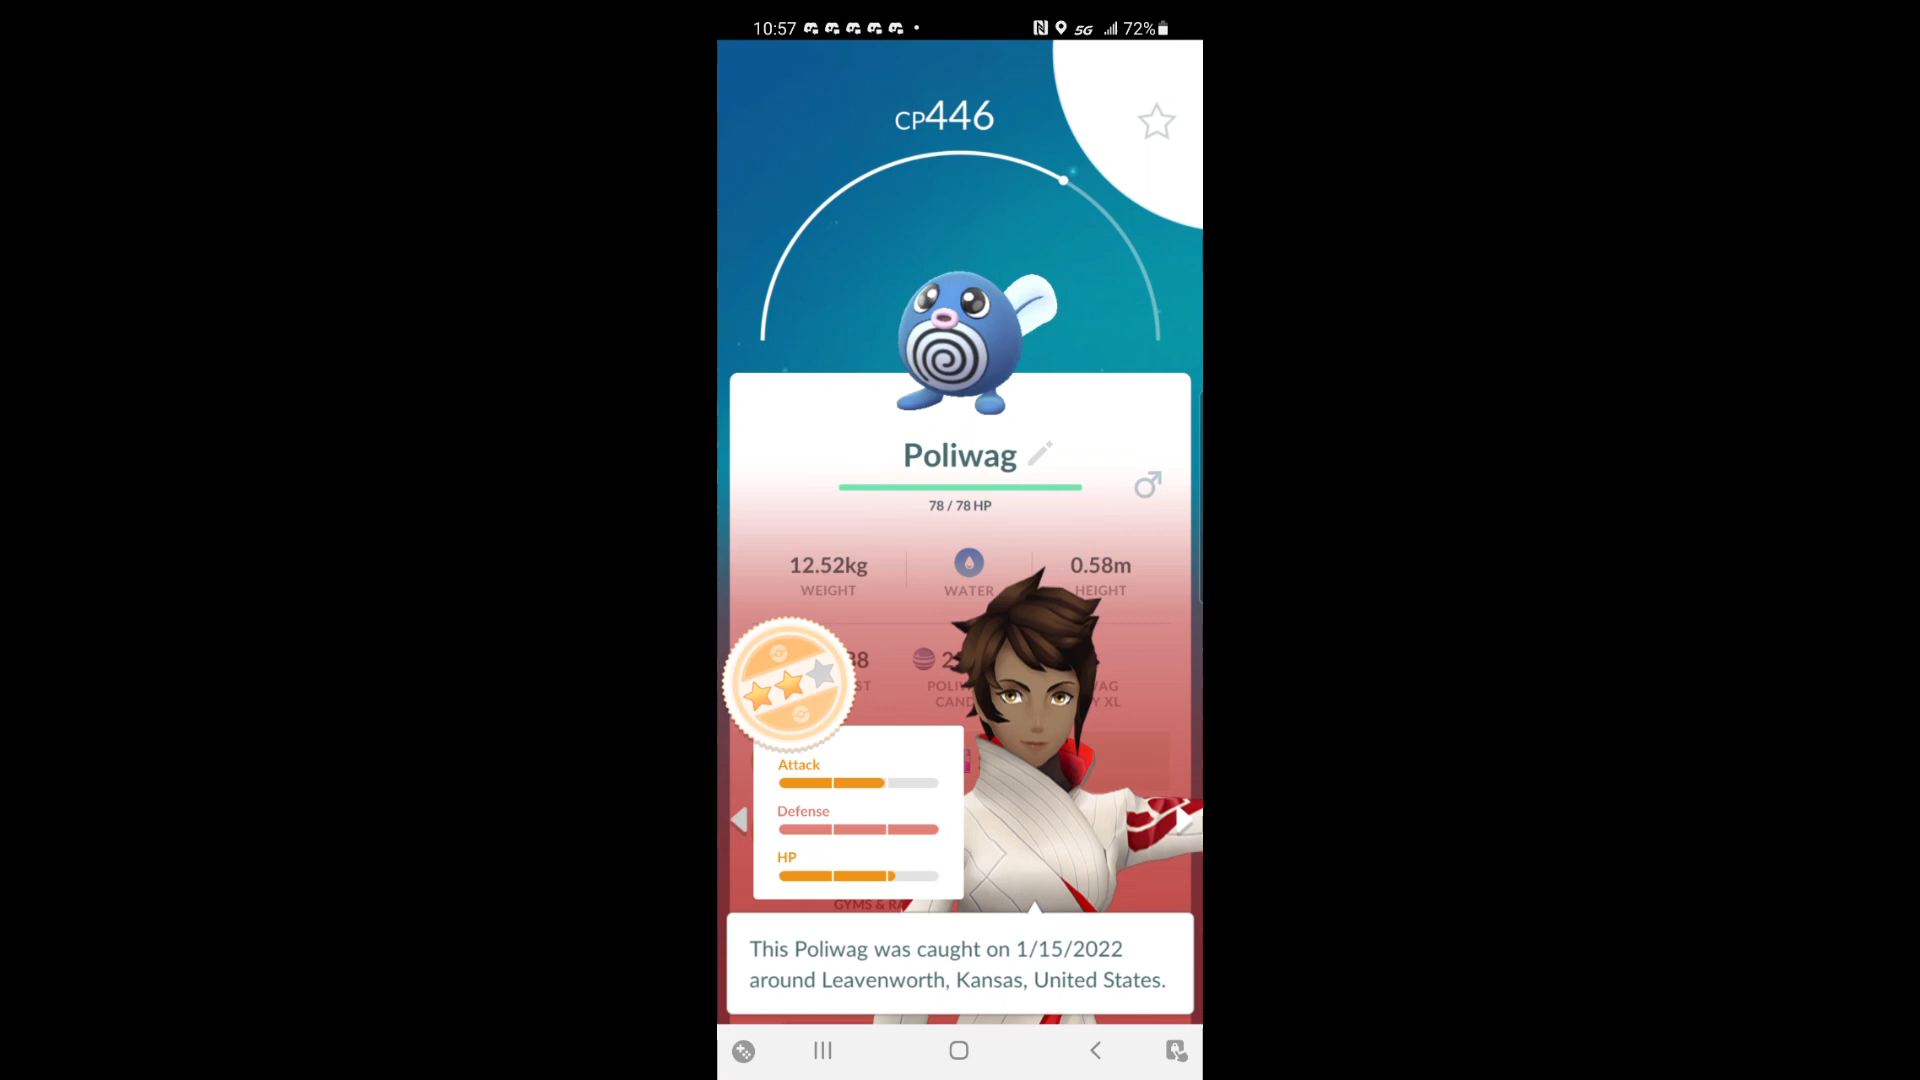 10:57 5G 72%
CP446
Poliwag
78 / 78 HP
12.52kg 0.58m
WEIGHT WATER HEIGHT
Attack
Defense
HP
This Poliwag was caught on 1/15/2022
around Leavenworth, Kansas, United States.